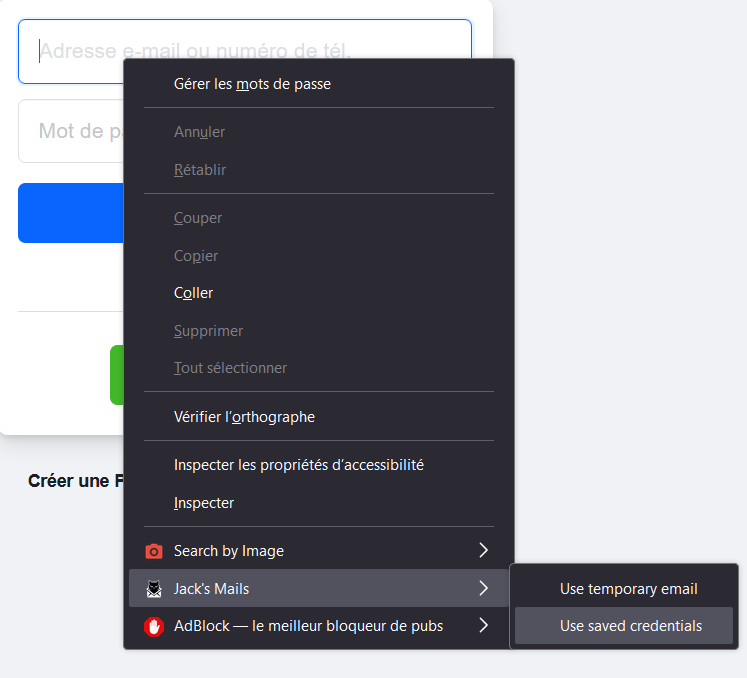 Adresse e-mail ou numéro de tél.
Gérer les mots de passe
Mot de pa
Annuler
Rétablir
Couper
Copier
Coller
Supprimer
Tout sélectionner
Vérifier l’orthographe
Inspecter les propriétés d’accessibilité
Créer une
Inspecter
Search by Image
Jack's Mails
Use temporary email
AdBlock — le meilleur bloqueur de pubs
Use saved credentials